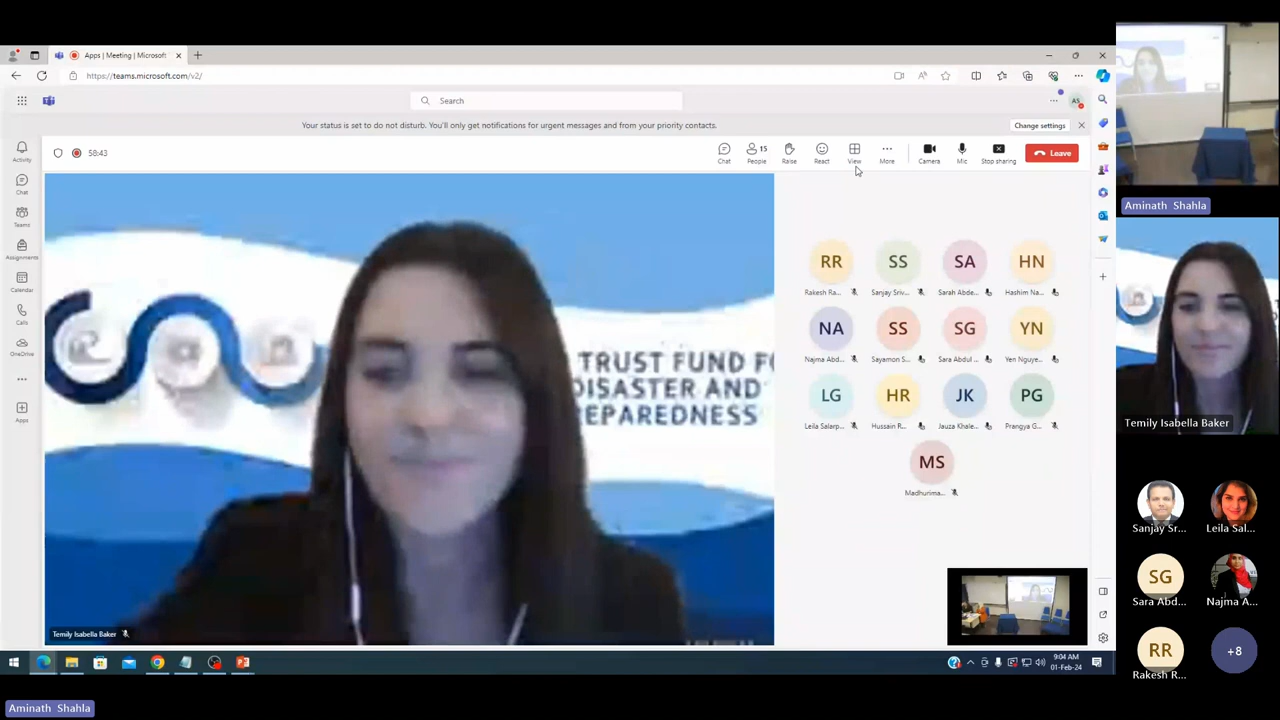 Apps | Meeting | Microsoft
https://teams.microsoft.com/v2/
Search
AS
Your status is set to do not disturb. You'll only get notifications for urgent messages and from your priority contacts.
Change settings
58:43
Chat
15
People
Raise
React
View
More
Camera
Mic
Stop sharing
Leave
Activity
Chat
Teams
Assignments
Calendar
Calls
OneDrive
Apps
TRUST FUND FO
DISASTER AND
REPAREDNESS
Temily Isabella Baker
RR
SS
SA
HN
Rakesh Ra...
Sanjay Sriv...
Sarah Abde...
Hashim Na...
NA
SS
SG
YN
Najma Abd...
Sayamon S...
Sara Abdul ...
Yen Nguye...
LG
HR
JK
PG
Leila Salarp...
Hussain R...
Jauza Khale...
Prangya G...
MS
Madhurima...
9:04 AM
01-Feb-24
Aminath Shahla
Temily Isabella Baker
Sanjay Sr...
Leila Sal...
SG
Sara Abd...
Najma A...
RR
+8
Rakesh R...
Aminath Shahla